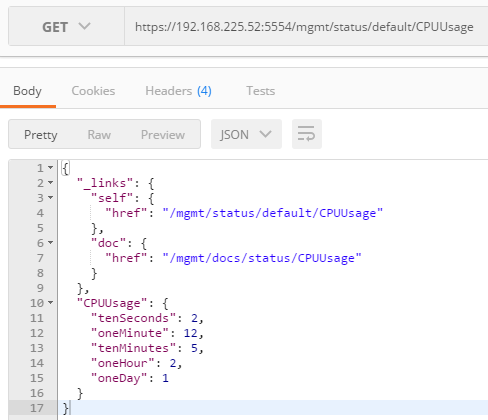 GET https://192.168.225.52:5554/mgmt/status/default/CPUUsage
Body Cookies Headers (4) Tests
Pretty Raw Preview JSON
1 {
2 "_links": {
3 "self": {
4 "href": "/mgmt/status/default/CPUUsage"
5 },
6 "doc": {
7 "href": "/mgmt/docs/status/CPUUsage"
8 }
9 },
10 "CPUUsage": {
11 "tenSeconds": 2,
12 "oneMinute": 12,
13 "tenMinutes": 5,
14 "oneHour": 2,
15 "oneDay": 1
16 }
17 }